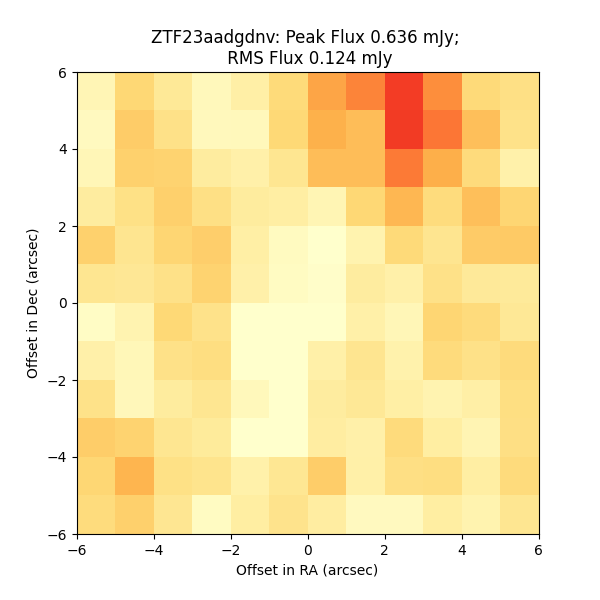 ZTF23aadgdnv: Peak Flux 0.636 mJy;
RMS Flux 0.124 mJy
6
4
2
0
−2
−4
−6
Offset in Dec (arcsec)
−6 −4 −2 0 2 4 6
Offset in RA (arcsec)